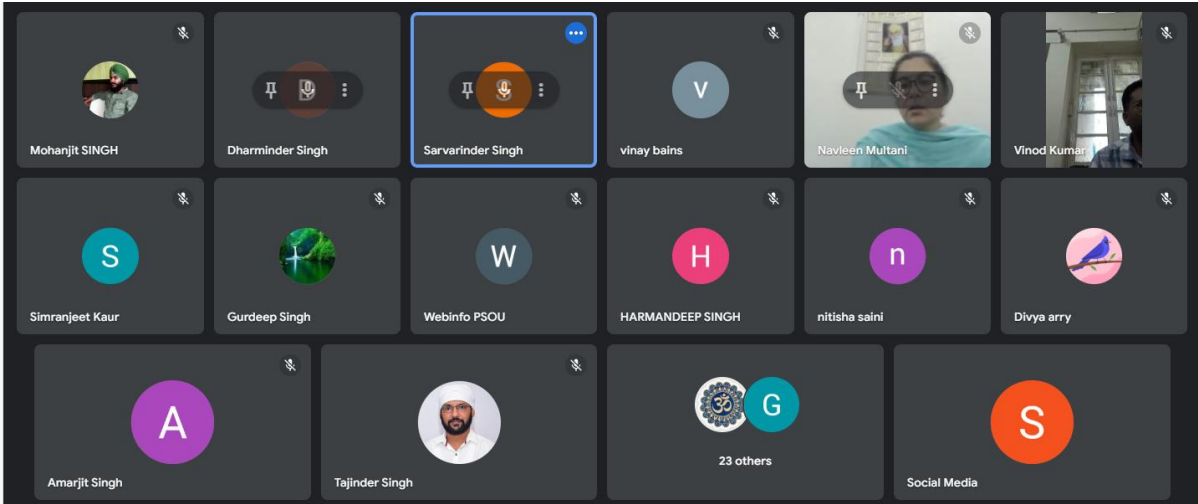 Mohanjit SINGH
D
Dharminder Singh
S
Sarvarinder Singh
V
vinay bains
Navleen Multani
Vinod Kumar
S
Simranjeet Kaur
Gurdeep Singh
W
Webinfo PSOU
H
HARMANDEEP SINGH
n
nitisha saini
Divya arry
A
Amarjit Singh
Tajinder Singh
ॐ
G
23 others
S
Social Media